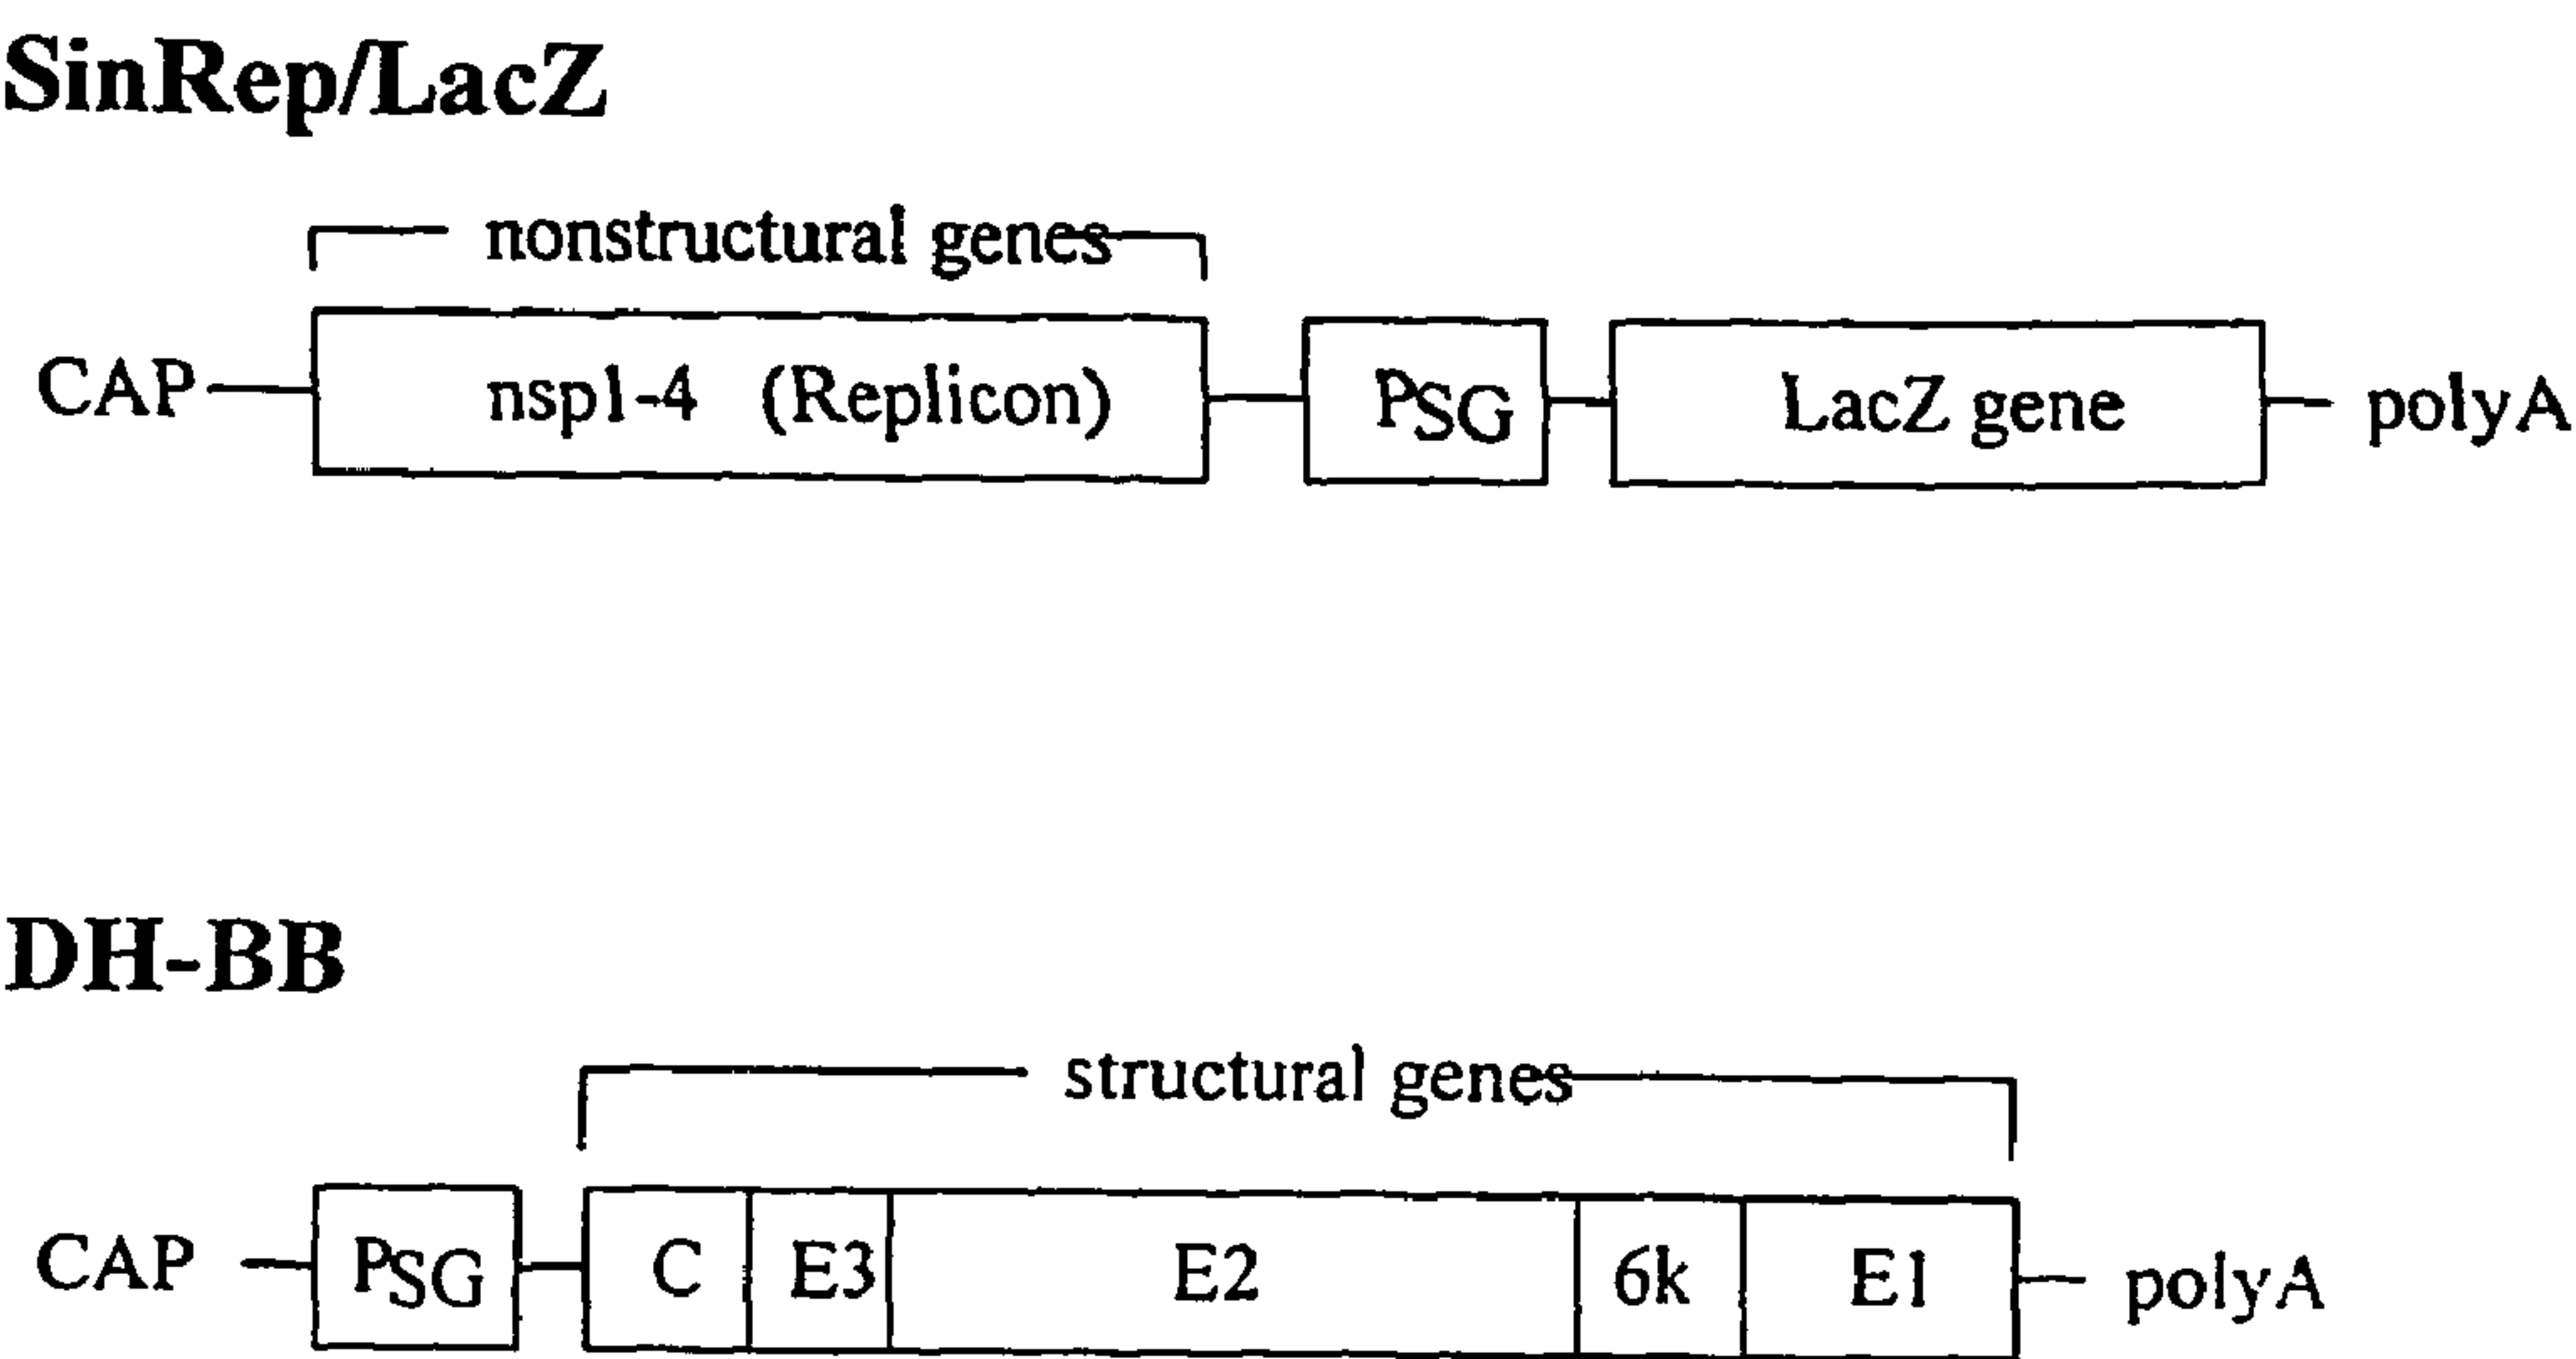 SinRep/LacZ
nonstructural genes
CAP nsp1-4 (Replicon) PSG LacZ gene polyA
DH-BB
structural genes
CAP PSG C E3 E2 6k E1 polyA